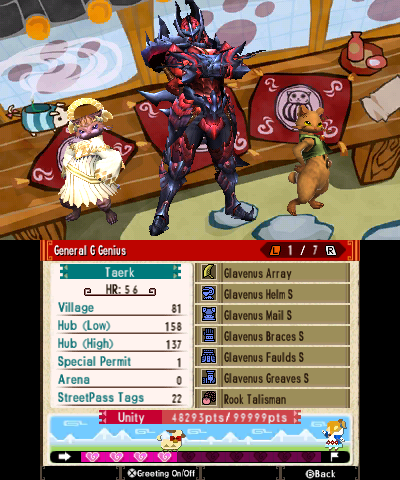 General G Genius
L 1 / 7 R
Taerk
HR: 56
Village 81
Hub (Low) 158
Hub (High) 137
Special Permit 1
Arena 0
StreetPass Tags 22
Glavenus Array
Glavenus Helm S
Glavenus Mail S
Glavenus Braces S
Glavenus Faulds S
Glavenus Greaves S
Rook Talisman
Unity 48293pts/99999pts
XGreeting On/Off
BBack